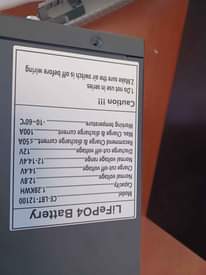 LiFePO4 Battery
Model CE-LBT-12100
Capacity 1.28KWH
Normal voltage 12.8V
Charge cut off voltage 14.4V
Normal voltage range 12-14.4V
Discharge cut-off voltage 12V
Recommend charge & discharge current <50A
Max. charge & discharge current 100A
Working temperature -10-60℃
Caution !!!
1.Do not use in series
2.Make sure the air switch is off before wiring